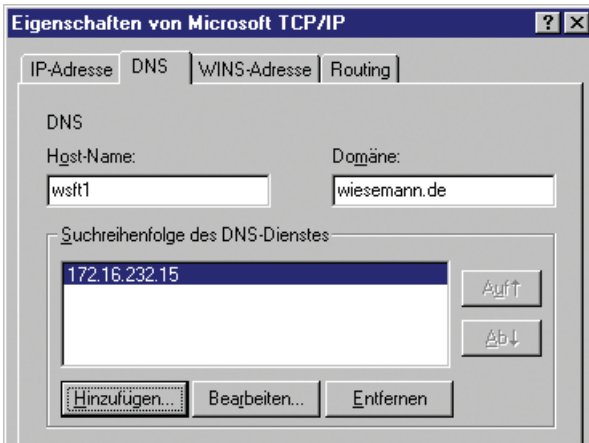 Eigenschaften von Microsoft TCP/IP
IP-Adresse DNS WINS-Adresse Routing
DNS
Host-Name: Domäne:
wsft1 wiesemann.de
Suchreihenfolge des DNS-Dienstes
172.16.232.15
Auf↑
Ab↓
Hinzufügen... Bearbeiten... Entfernen